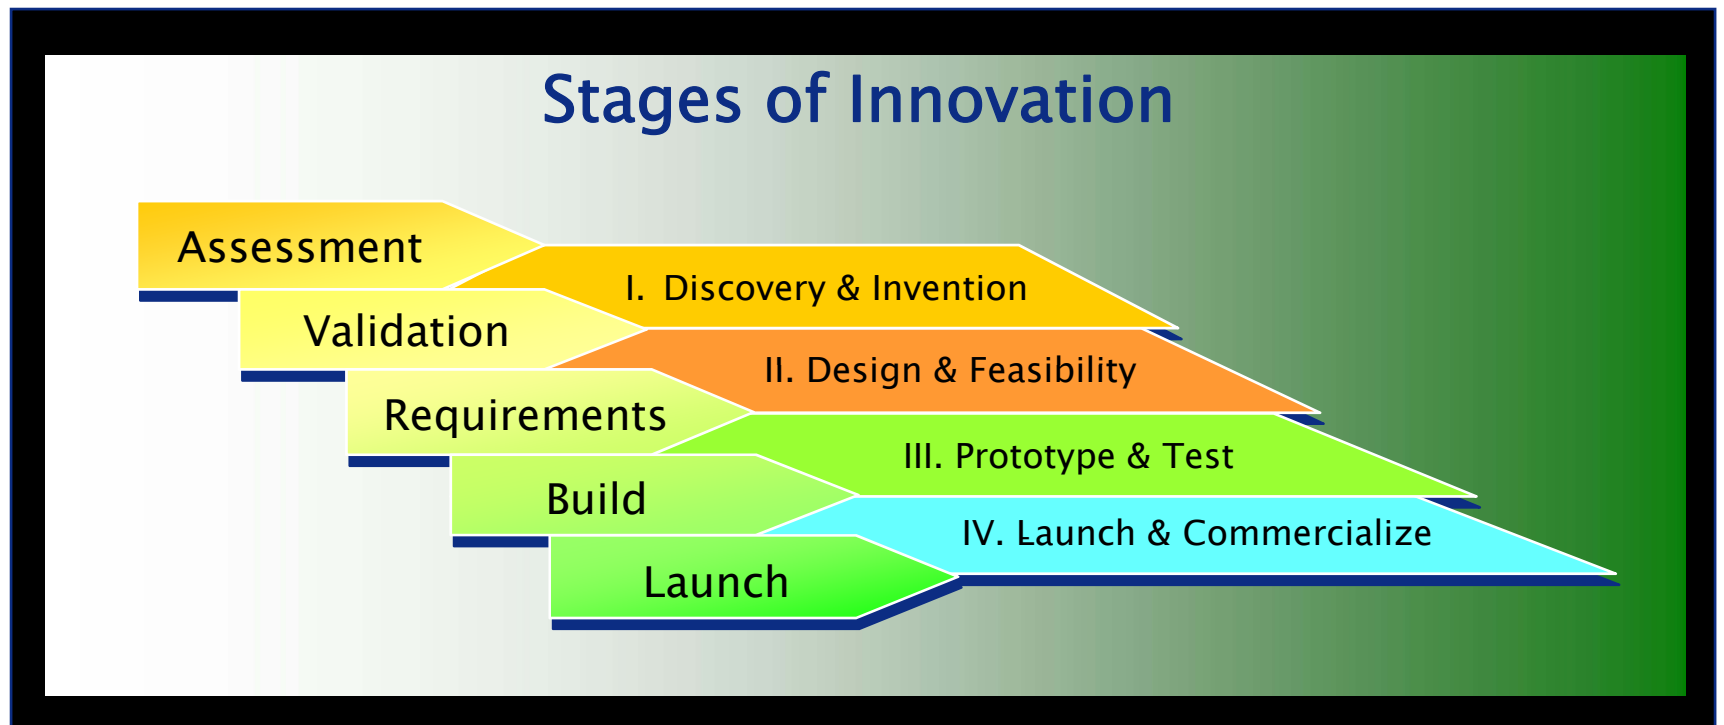 Stages of Innovation
Assessment
I. Discovery & Invention
Validation
II. Design & Feasibility
Requirements
III. Prototype & Test
Build
IV. Launch & Commercialize
Launch